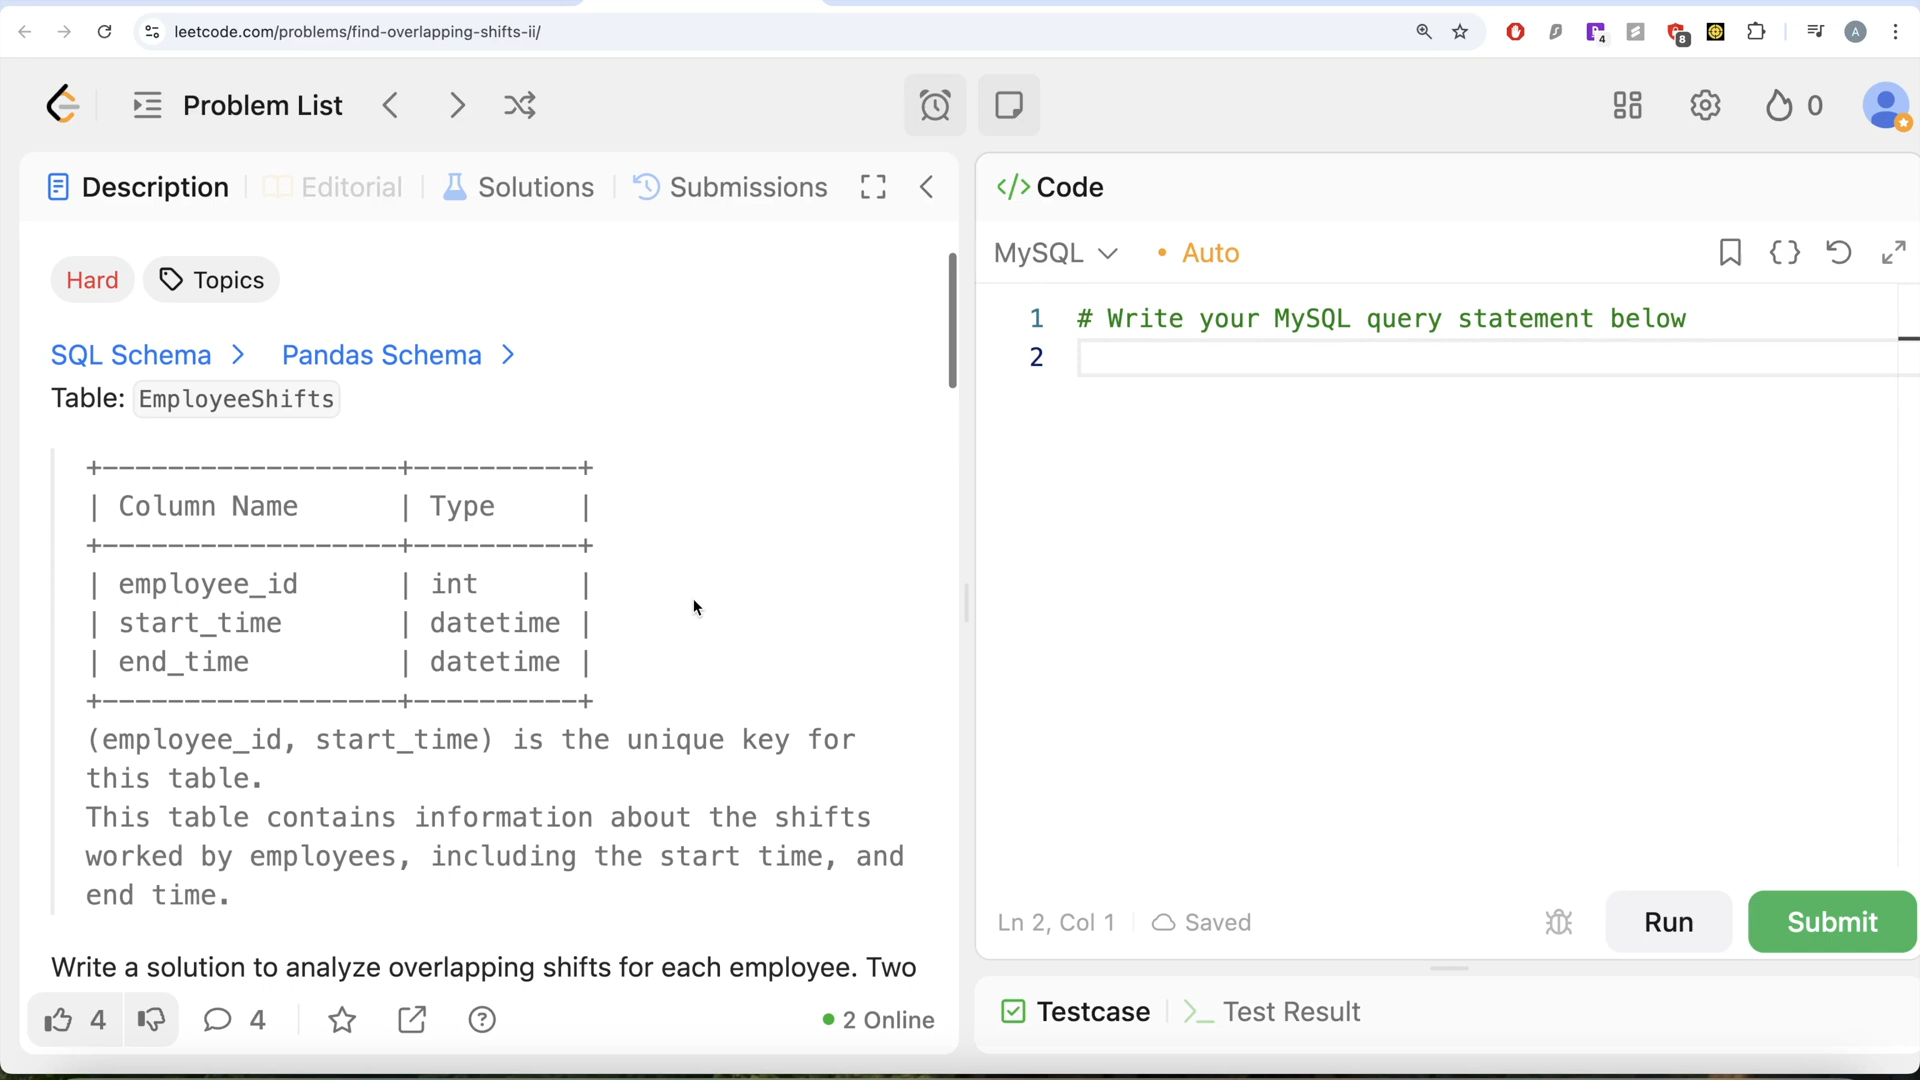 leetcode.com/problems/find-overlapping-shifts-ii/
4
8
A
Problem List
0
Description
Editorial
Solutions
Submissions
</> Code
Hard
Topics
MySQL
Auto
1 # Write your MySQL query statement below
2
SQL Schema
Pandas Schema
Table: EmployeeShifts
+------------------+----------+
| Column Name | Type |
+------------------+----------+
| employee_id | int |
| start_time | datetime |
| end_time | datetime |
+------------------+----------+
(employee_id, start_time) is the unique key for
this table.
This table contains information about the shifts
worked by employees, including the start time, and
end time.
Write a solution to analyze overlapping shifts for each employee. Two
4
4
2 Online
Ln 2, Col 1
Saved
Run
Submit
Testcase
Test Result